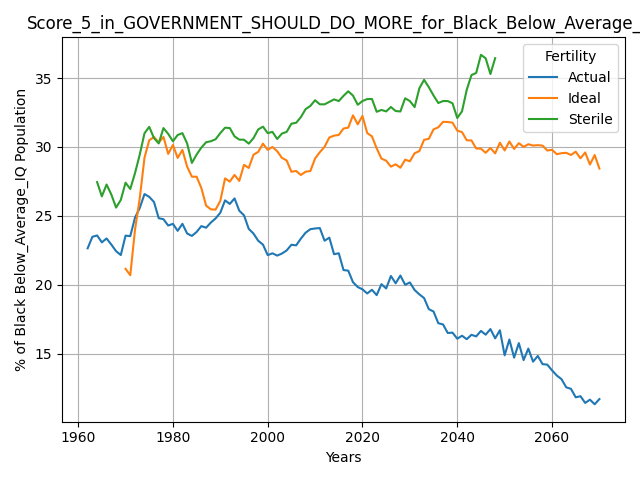 Score_5_in_GOVERNMENT_SHOULD_DO_MORE_for_Black_Below_Average_
Fertility
Actual
Ideal
Sterile
% of Black Below_Average_IQ Population
35
30
25
20
15
1960
1980
2000
2020
2040
2060
Years